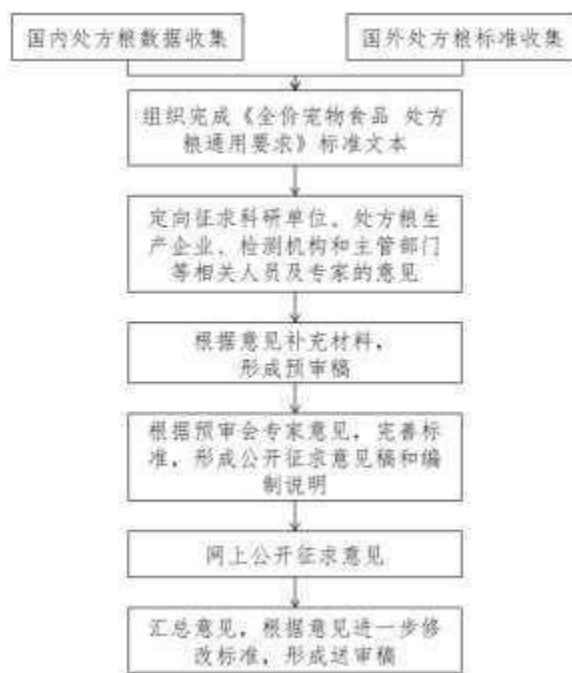 国内处方粮数据收集
国外处方粮标准收集
组织完成《全价宠物食品 处方
粮通用要求》标准文本
定向征求科研单位、处方粮生
产企业、检测机构和主管部门
等相关人员及专家的意见
根据意见补充材料，
形成预审稿
根据预审会专家意见，完善标
准，形成公开征求意见稿和编
制说明
网上公开征求意见
汇总意见，根据意见进一步修
改标准，形成送审稿